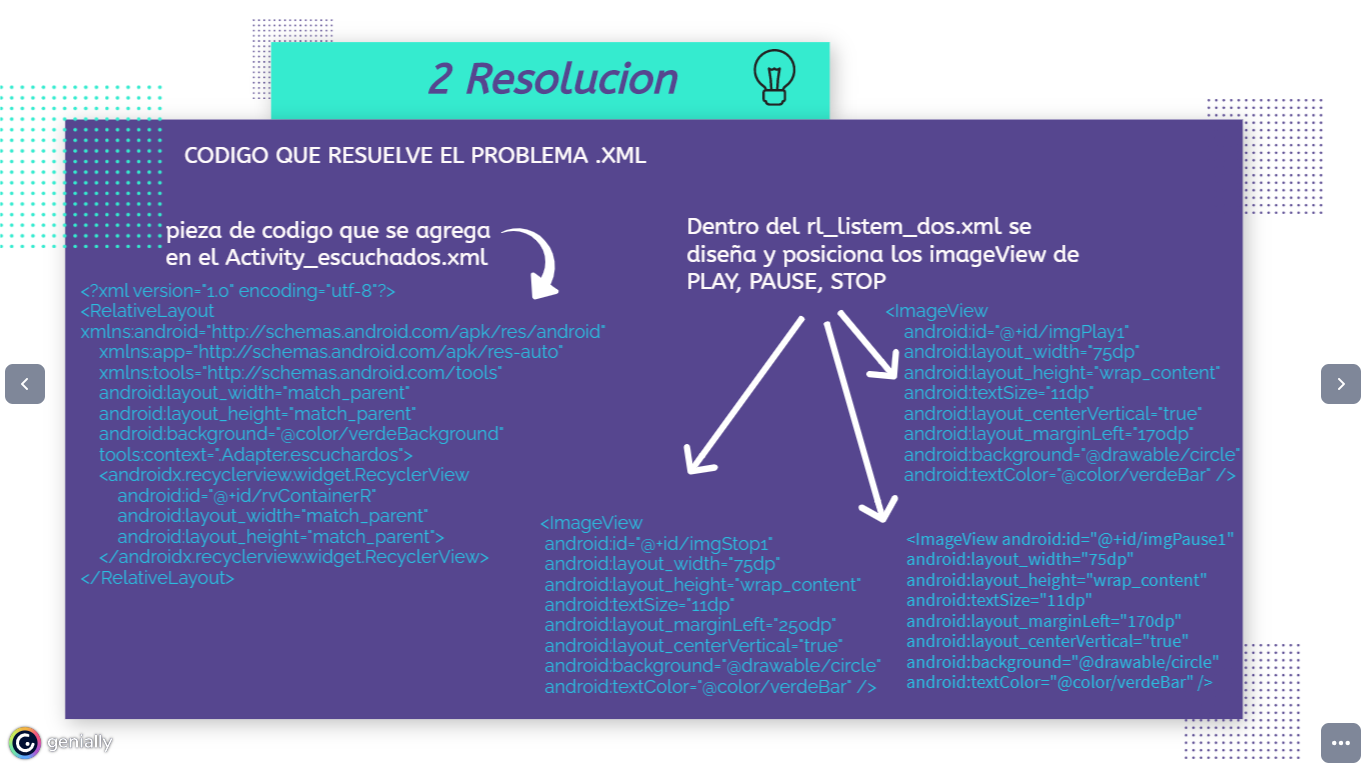 2 Resolucion
CODIGO QUE RESUELVE EL PROBLEMA .XML
pieza de codigo que se agrega
en el Activity_escuchados.xml
<?xml version="1.0" encoding="utf-8"?>
<RelativeLayout
xmlns:android="http://schemas.android.com/apk/res/android"
xmlns:app="http://schemas.android.com/apk/res-auto"
xmlns:tools="http://schemas.android.com/tools"
android:layout_width="match_parent"
android:layout_height="match_parent"
android:background="@color/verdeBackground"
tools:context=".Adapter.escuchardos">
<androidx.recyclerview.widget.RecyclerView
android:id="@+id/rvContainerR"
android:layout_width="match_parent"
android:layout_height="match_parent">
</androidx.recyclerview.widget.RecyclerView>
</RelativeLayout>
Dentro del rl_listem_dos.xml se
diseña y posiciona los imageView de
PLAY, PAUSE, STOP
<ImageView
android:id="@+id/imgPlay1"
android:layout_width="75dp"
android:layout_height="wrap_content"
android:textSize="11dp"
android:layout_centerVertical="true"
android:layout_marginLeft="170dp"
android:background="@drawable/circle"
android:textColor="@color/verdeBar" />
<ImageView
android:id="@+id/imgStop1"
android:layout_width="75dp"
android:layout_height="wrap_content"
android:textSize="11dp"
android:layout_marginLeft="250dp"
android:layout_centerVertical="true"
android:background="@drawable/circle"
android:textColor="@color/verdeBar" />
<ImageView android:id="@+id/imgPause1"
android:layout_width="75dp"
android:layout_height="wrap_content"
android:textSize="11dp"
android:layout_marginLeft="170dp"
android:layout_centerVertical="true"
android:background="@drawable/circle"
android:textColor="@color/verdeBar" />
genially